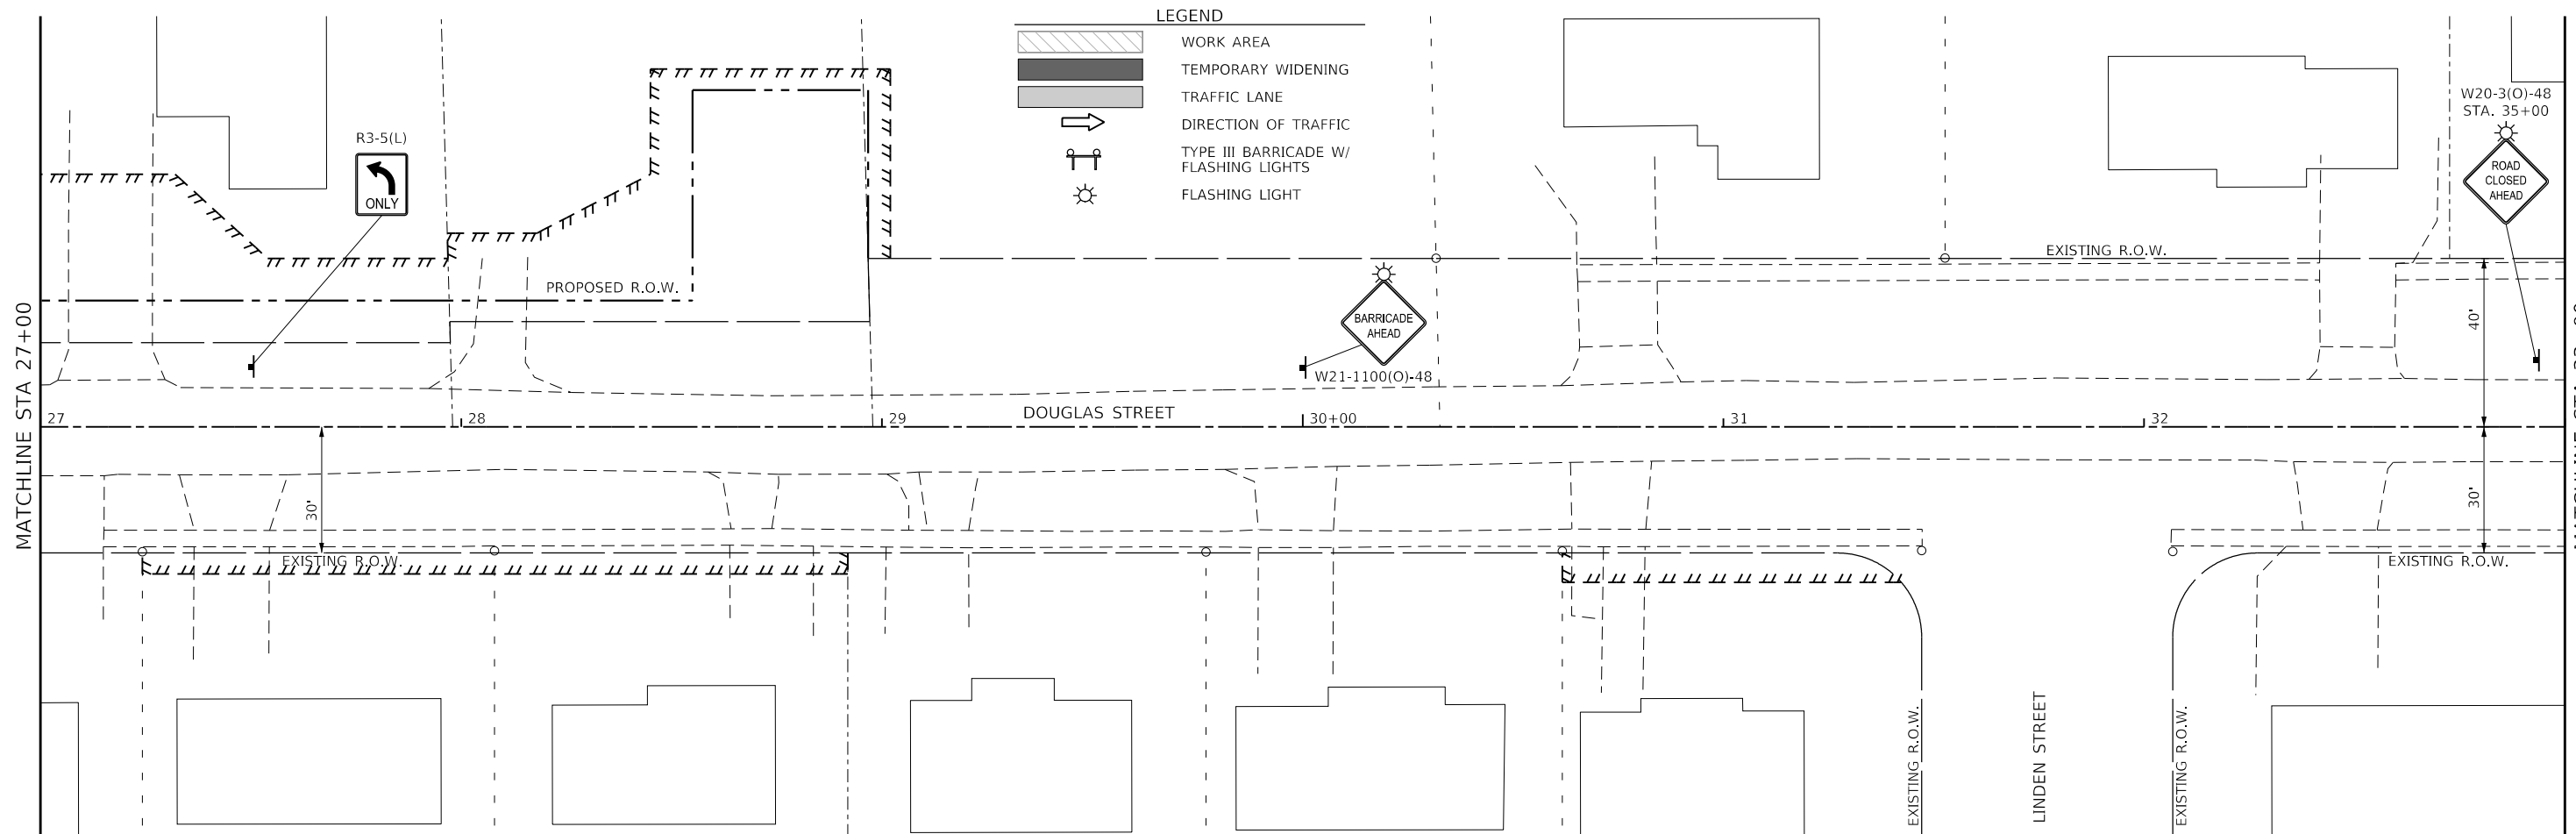 LEGEND
WORK AREA
TEMPORARY WIDENING
TRAFFIC LANE
DIRECTION OF TRAFFIC
TYPE III BARRICADE W/
FLASHING LIGHTS
FLASHING LIGHT
R3-5(L)
ONLY
W20-3(O)-48
STA. 35+00
ROAD
CLOSED
AHEAD
EXISTING R.O.W.
PROPOSED R.O.W.
BARRICADE
AHEAD
W21-1100(O)-48
40'
MATCHLINE STA 27+00
DOUGLAS STREET
27
28
29
30+00
31
32
30'
30'
EXISTING R.O.W.
EXISTING R.O.W.
EXISTING R.O.W.
LINDEN STREET
EXISTING R.O.W.